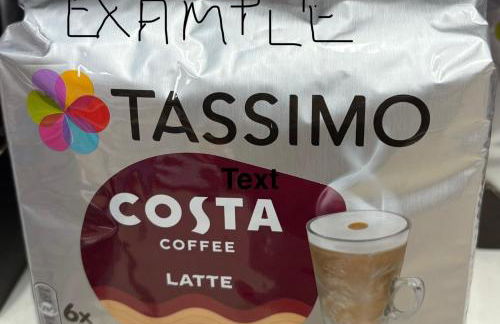 EXAMPLE
TASSIMO
Text
COSTA
COFFEE
LATTE
6x